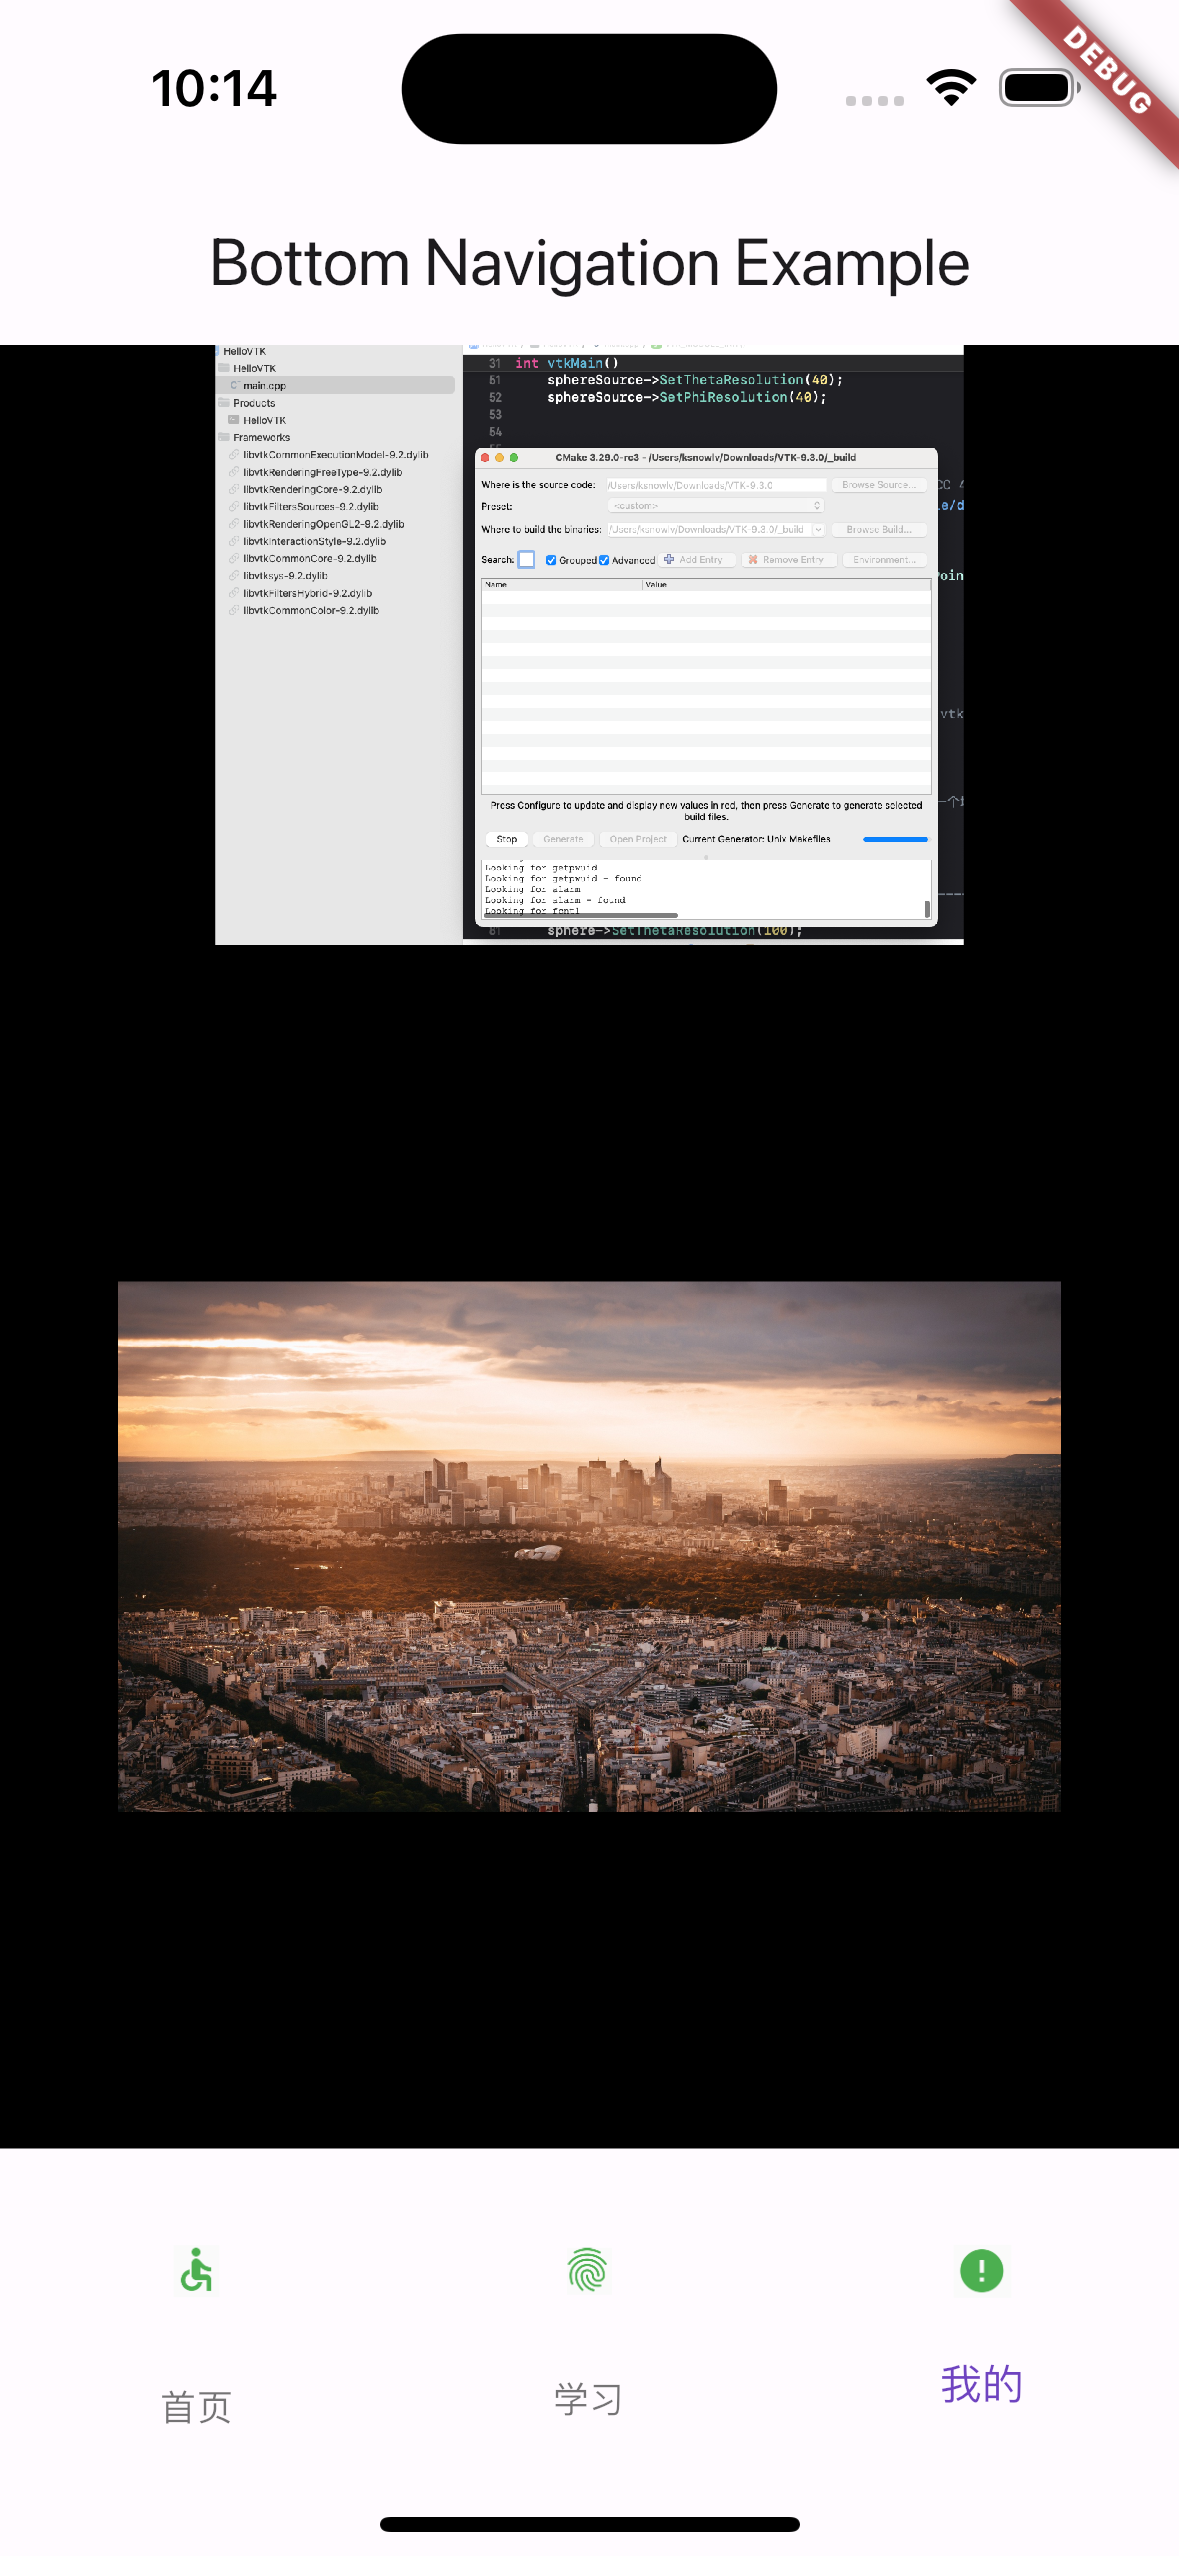 10:14
DEBUG
Bottom Navigation Example
HelloVTK
HelloVTK
main.cpp
Products
HelloVTK
Frameworks
libvtkCommonExecutionModel-9.2.dylib
libvtkRenderingFreeType-9.2.dylib
libvtkRenderingCore-9.2.dylib
libvtkFiltersSources-9.2.dylib
libvtkRenderingOpenGL2-9.2.dylib
libvtkInteractionStyle-9.2.dylib
libvtkCommonCore-9.2.dylib
libvtksys-9.2.dylib
libvtkFiltersHybrid-9.2.dylib
libvtkCommonColor-9.2.dylib
31 int vtkMain()
51 sphereSource->SetThetaResolution(40);
52 sphereSource->SetPhiResolution(40);
53
54
CMake 3.29.0-rc3 - /Users/ksnowlv/Downloads/VTK-9.3.0/_build
Where is the source code: /Users/ksnowlv/Downloads/VTK-9.3.0 Browse Source...
Preset: <custom>
Where to build the binaries: /Users/ksnowlv/Downloads/VTK-9.3.0/_build Browse Build...
Search: Grouped Advanced Add Entry Remove Entry Environment...
Name Value
Press Configure to update and display new values in red, then press Generate to generate selected
build files.
Stop Generate Open Project Current Generator: Unix Makefiles
Looking for getpwuid
Looking for getpwuid - found
Looking for alarm
Looking for alarm - found
Looking for fcntl
81 sphere->SetThetaResolution(100);
vtk
一个
首页
学习
我的